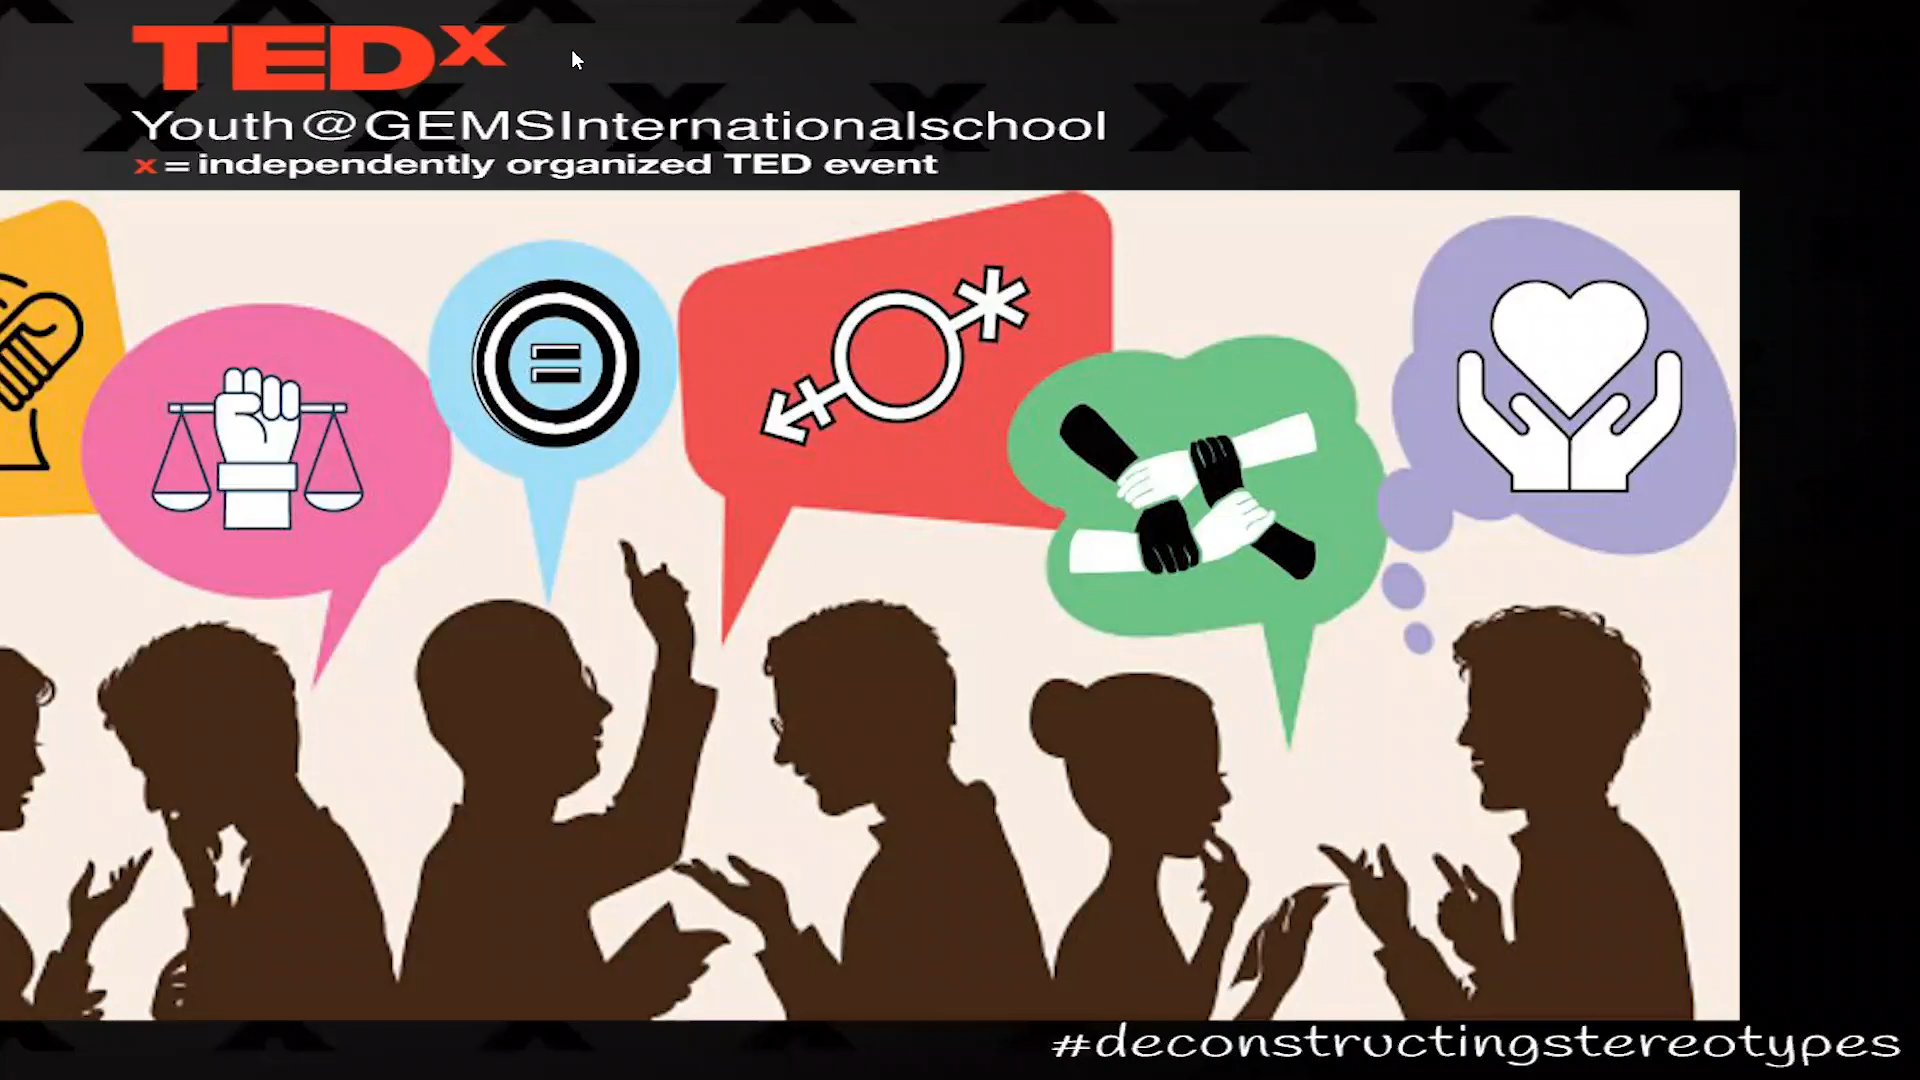 TEDx
Youth@GEMSInternationalschool
x = independently organized TED event
#deconstructingstereotypes